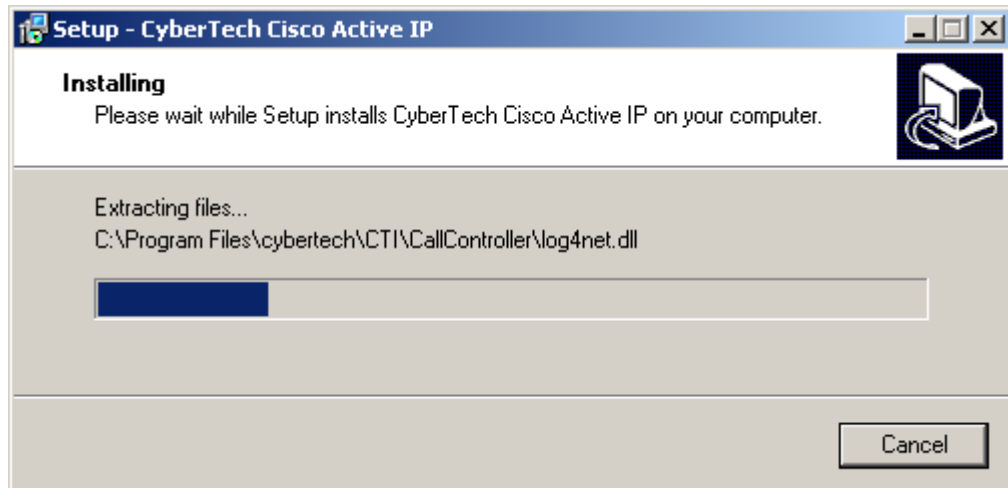 Setup - CyberTech Cisco Active IP
Installing
Please wait while Setup installs CyberTech Cisco Active IP on your computer.
Extracting files...
C:\Program Files\cybertech\CTI\CallController\log4net.dll
Cancel